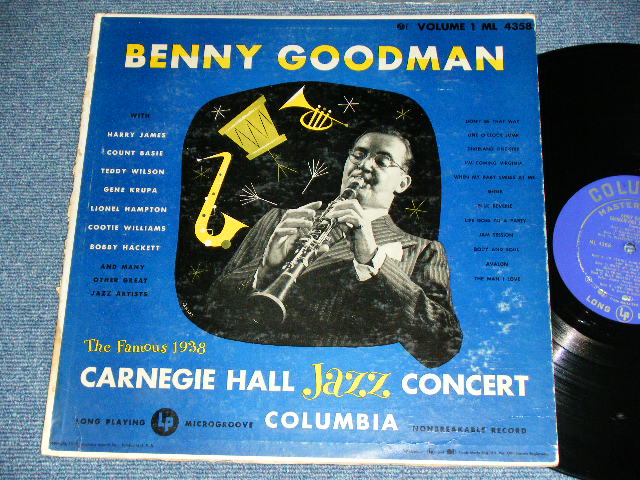 VOLUME 1 ML 4358
BENNY GOODMAN
WITH
HARRY JAMES
COUNT BASIE
TEDDY WILSON
GENE KRUPA
LIONEL HAMPTON
COOTIE WILLIAMS
BOBBY HACKETT
AND MANY
OTHER GREAT
JAZZ ARTISTS
DON'T BE THAT WAY
ONE O'CLOCK JUMP
DIXIELAND ONE-STEP
I'M COMING VIRGINIA
WHEN MY BABY SMILES AT ME
SHINE
BLUE REVERIE
LIFE GOES TO A PARTY
JAM SESSION
BODY AND SOUL
AVALON
THE MAN I LOVE
The Famous 1938
CARNEGIE HALL Jazz CONCERT
LONG PLAYING LP MICROGROOVE COLUMBIA NONBREAKABLE RECORD
COLUM
MASTER
ML 4358
LONG LP